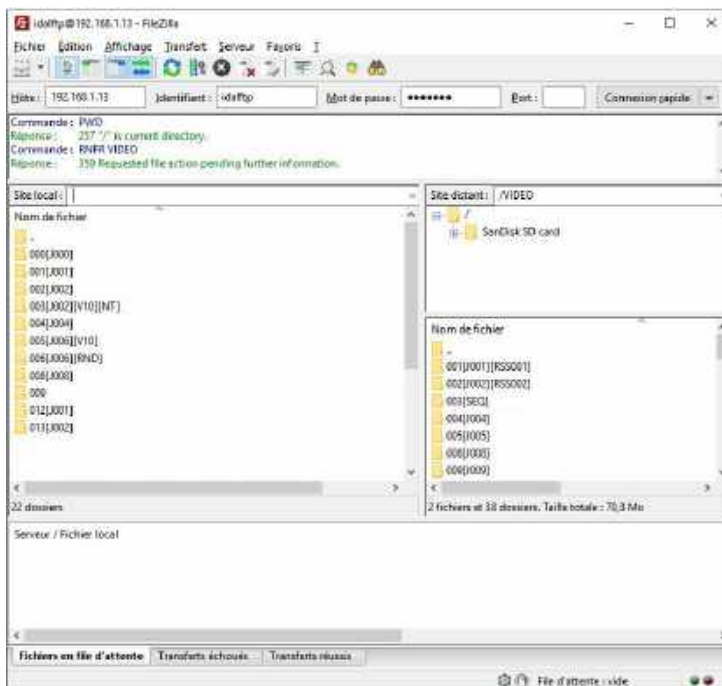 idalftp@192.168.1.13 - FileZilla
Fichier Édition Affichage Transfert Serveur Favoris
Hôte : 192.168.1.13 Identifiant : idalftp Mot de passe : ●●●●●●● Port : Connexion rapide
Commande : PWD
Réponse : 257 "/" is current directory.
Commande : RNFR VIDEO
Réponse : 350 Requested file action pending further information.
Site local :
Nom de fichier
..
000[J000]
001[J001]
002[J002]
003[J002][V10][NT]
004[J004]
005[J006][V10]
006[J006][RND]
008[J008]
009
012[J001]
013[J002]
22 dossiers
Site distant : /VIDEO
/
SanDisk SD card
Nom de fichier
..
001[J001][RSS001]
002[J002][RSS002]
003[SEQ]
004[J004]
005[J005]
008[J008]
009[J009]
2 fichiers et 38 dossiers. Taille totale : 70,3 Mo
Serveur / Fichier local
Fichiers en file d'attente Transferts échoués Transferts réussis
File d'attente : vide